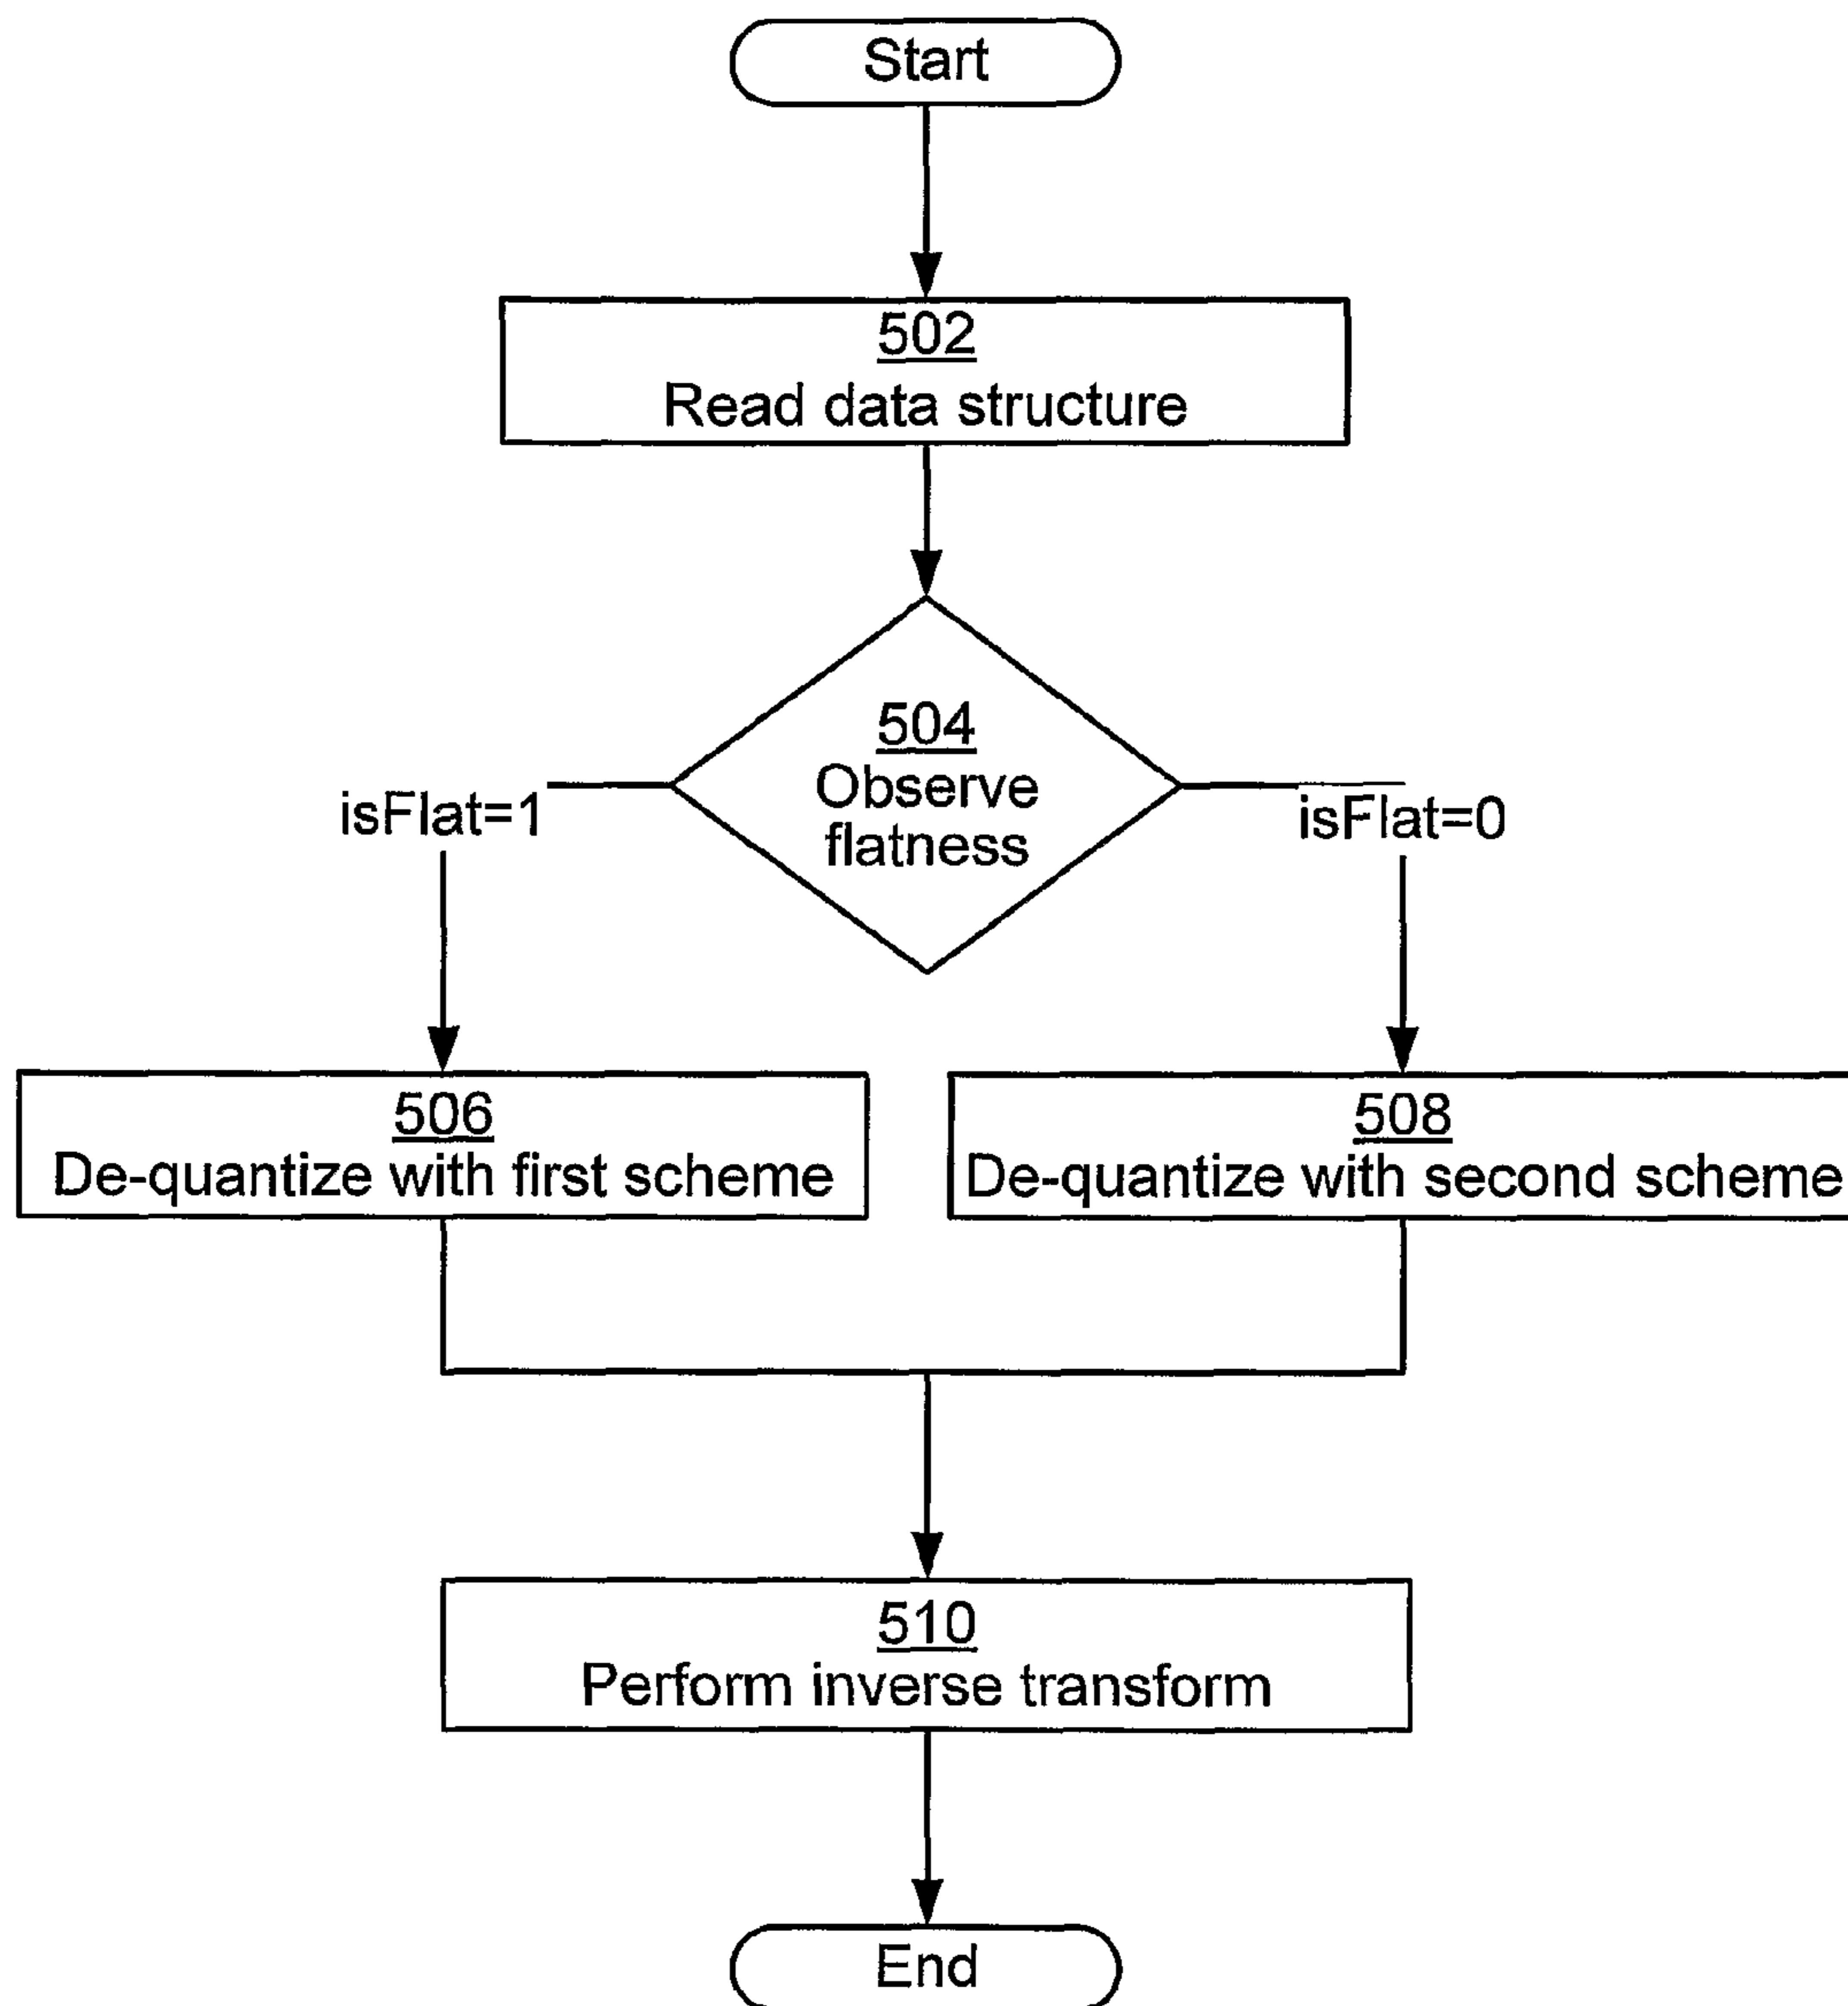 Start
502
Read data structure
504
Observe
flatness
isFlat=1
isFlat=0
506
De-quantize with first scheme
508
De-quantize with second scheme
510
Perform inverse transform
End